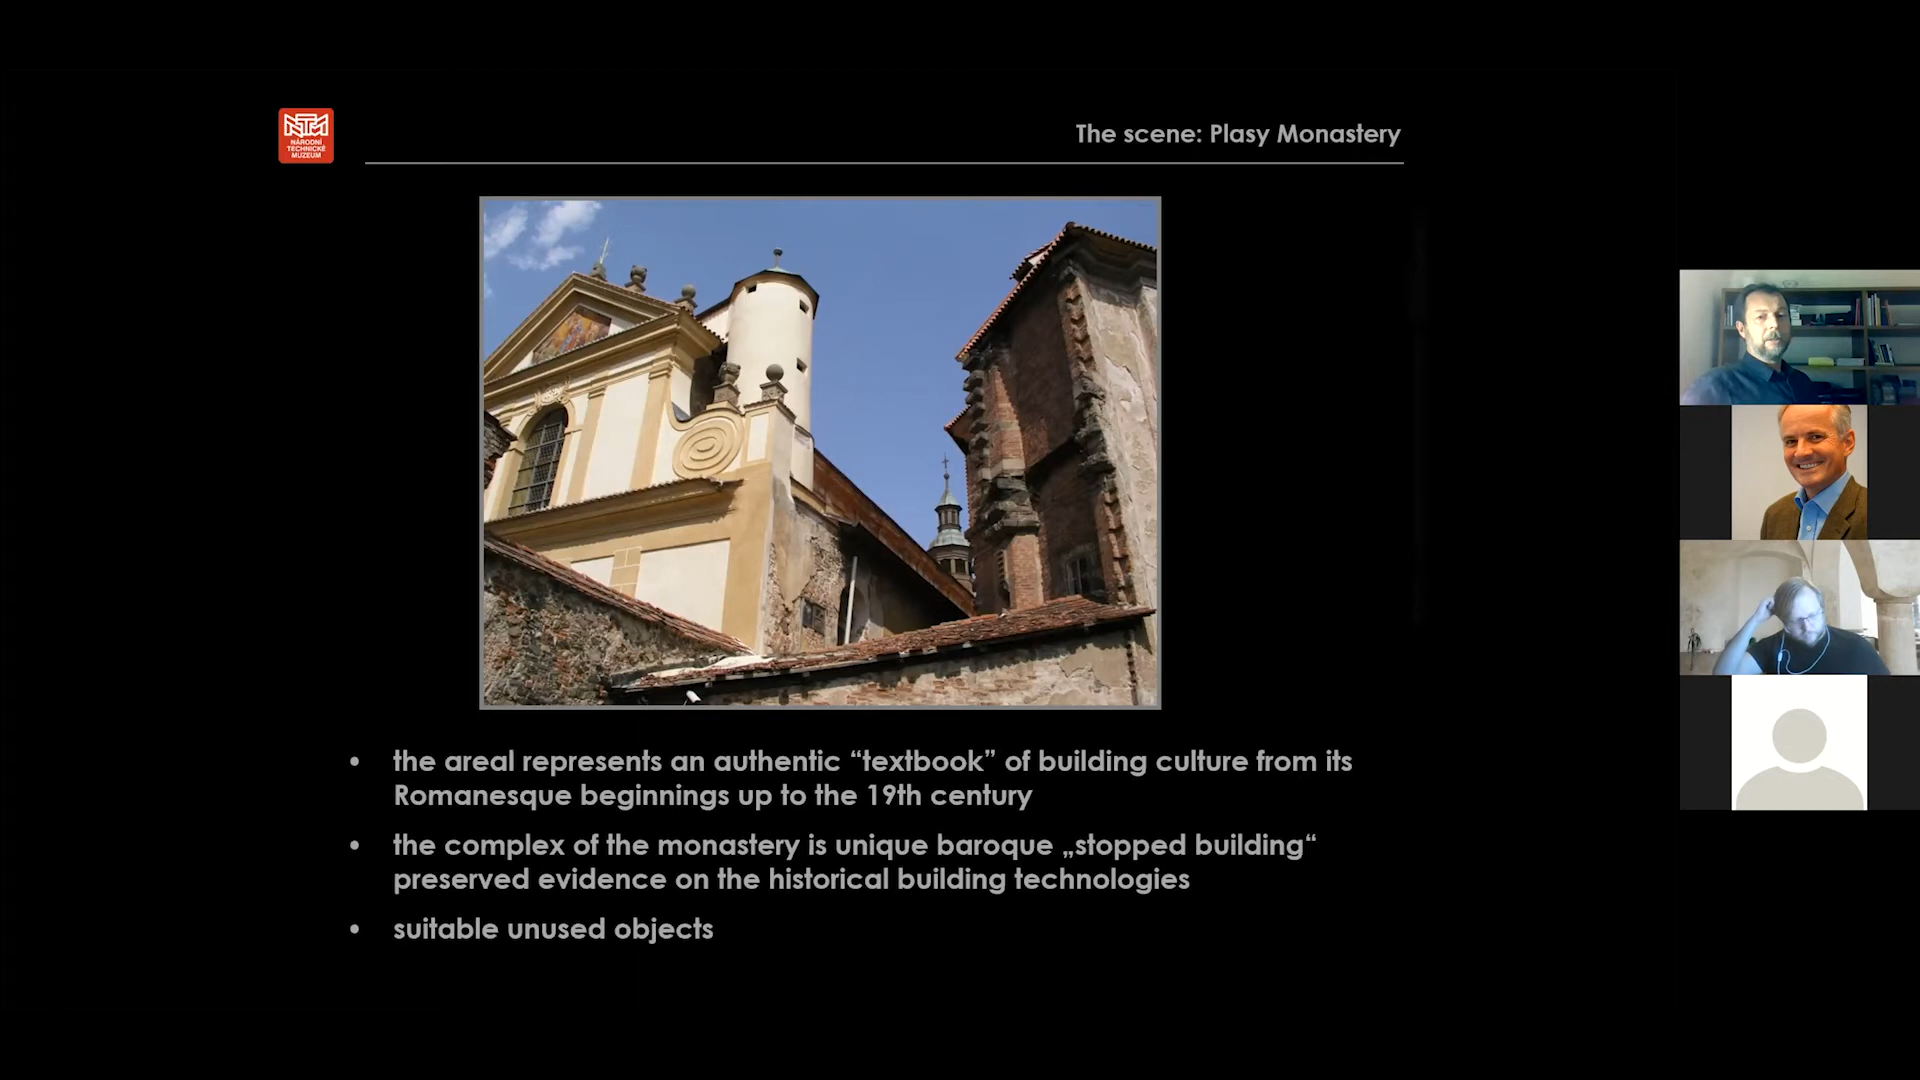 NTM
NÁRODNÍ
TECHNICKÉ
MUZEUM
The scene: Plasy Monastery
• the areal represents an authentic “textbook” of building culture from its
Romanesque beginnings up to the 19th century
• the complex of the monastery is unique baroque „stopped building“
preserved evidence on the historical building technologies
• suitable unused objects